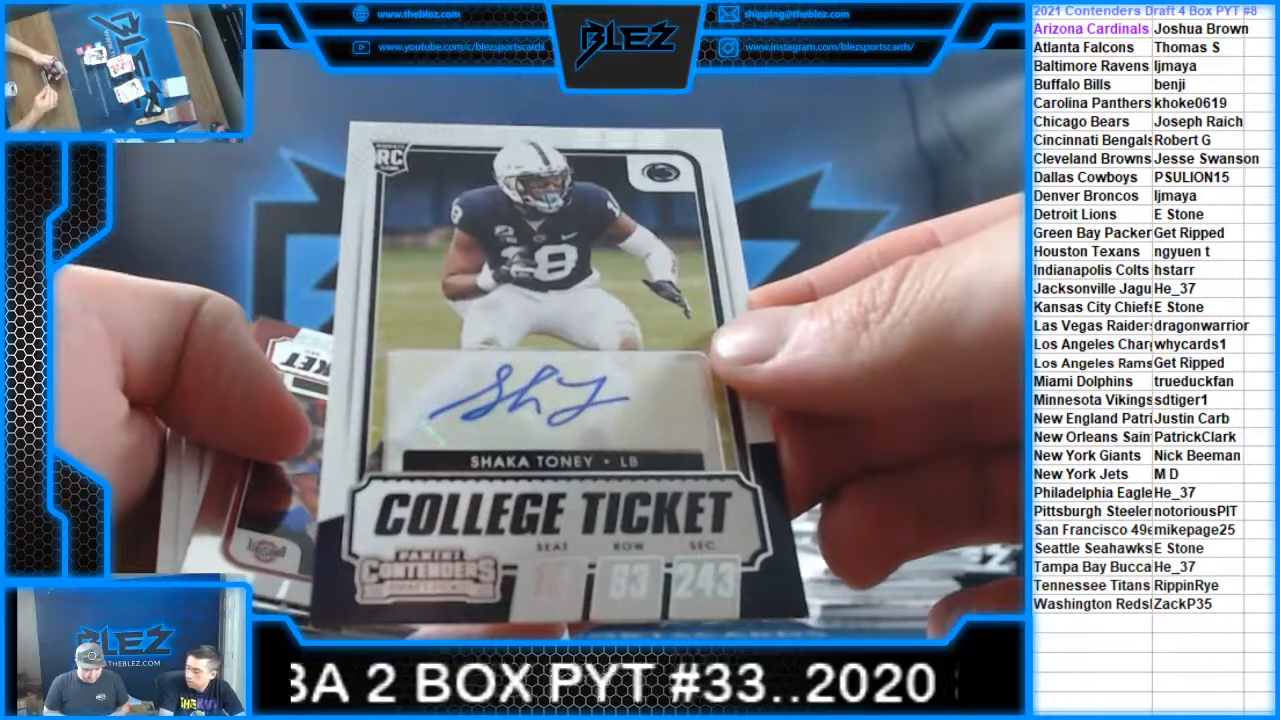 www.theblez.com
www.youtube.com/c/blezsportscards
BLEZ
shipping@theblez.com
www.instagram.com/blezsportscards/
RC
18
SHAKA TONEY • LB
COLLEGE TICKET
SEAT ROW SEC.
83 243
PANINI
CONTENDERS
TICKET
BLEZ
THEBLEZ.COM
BA 2 BOX PYT #33..2020
2021 Contenders Draft 4 Box PYT #8
Arizona Cardinals Joshua Brown
Atlanta Falcons Thomas S
Baltimore Ravens ljmaya
Buffalo Bills benji
Carolina Panthers khoke0619
Chicago Bears Joseph Raich
Cincinnati Bengals Robert G
Cleveland Browns Jesse Swanson
Dallas Cowboys PSULION15
Denver Broncos ljmaya
Detroit Lions E Stone
Green Bay Packer Get Ripped
Houston Texans ngyuen t
Indianapolis Colts hstarr
Jacksonville Jagu He_37
Kansas City Chiefs E Stone
Las Vegas Raiders dragonwarrior
Los Angeles Charg whycards1
Los Angeles Rams Get Ripped
Miami Dolphins trueduckfan
Minnesota Vikings sdtiger1
New England Patri Justin Carb
New Orleans Sain PatrickClark
New York Giants Nick Beeman
New York Jets M D
Philadelphia Eagle He_37
Pittsburgh Steeler notoriousPIT
San Francisco 49e mikepage25
Seattle Seahawks E Stone
Tampa Bay Bucca He_37
Tennessee Titans RippinRye
Washington Reds ZackP35